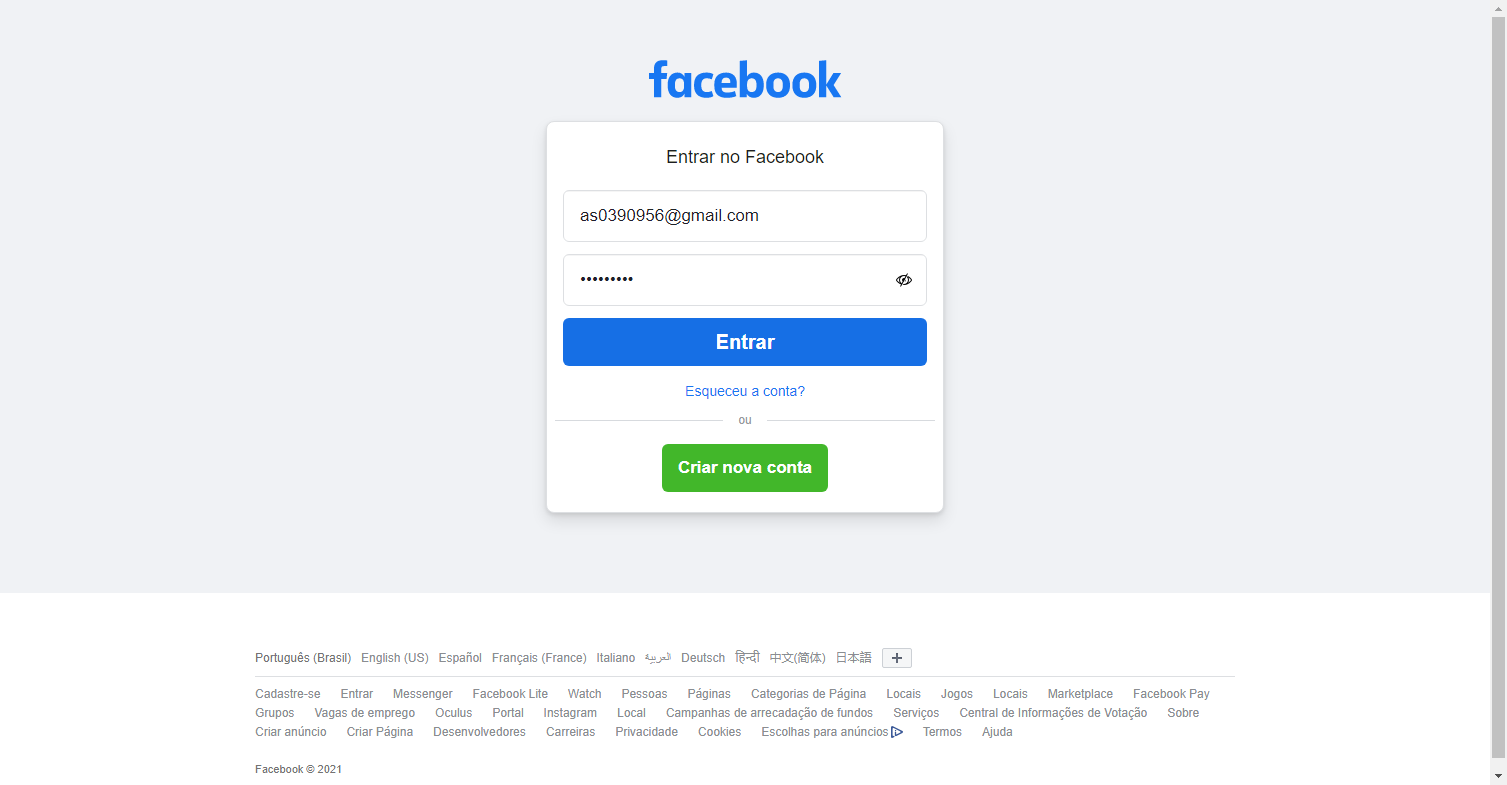 facebook
Entrar no Facebook
as0390956@gmail.com
•••••••••
Entrar
Esqueceu a conta?
ou
Criar nova conta
Português (Brasil) English (US) Español Français (France) Italiano العربية Deutsch हिन्दी 中文(简体) 日本語
Cadastre-se Entrar Messenger Facebook Lite Watch Pessoas Páginas Categorias de Página Locais Jogos Locais Marketplace Facebook Pay
Grupos Vagas de emprego Oculus Portal Instagram Local Campanhas de arrecadação de fundos Serviços Central de Informações de Votação Sobre
Criar anúncio Criar Página Desenvolvedores Carreiras Privacidade Cookies Escolhas para anúncios Termos Ajuda
Facebook © 2021